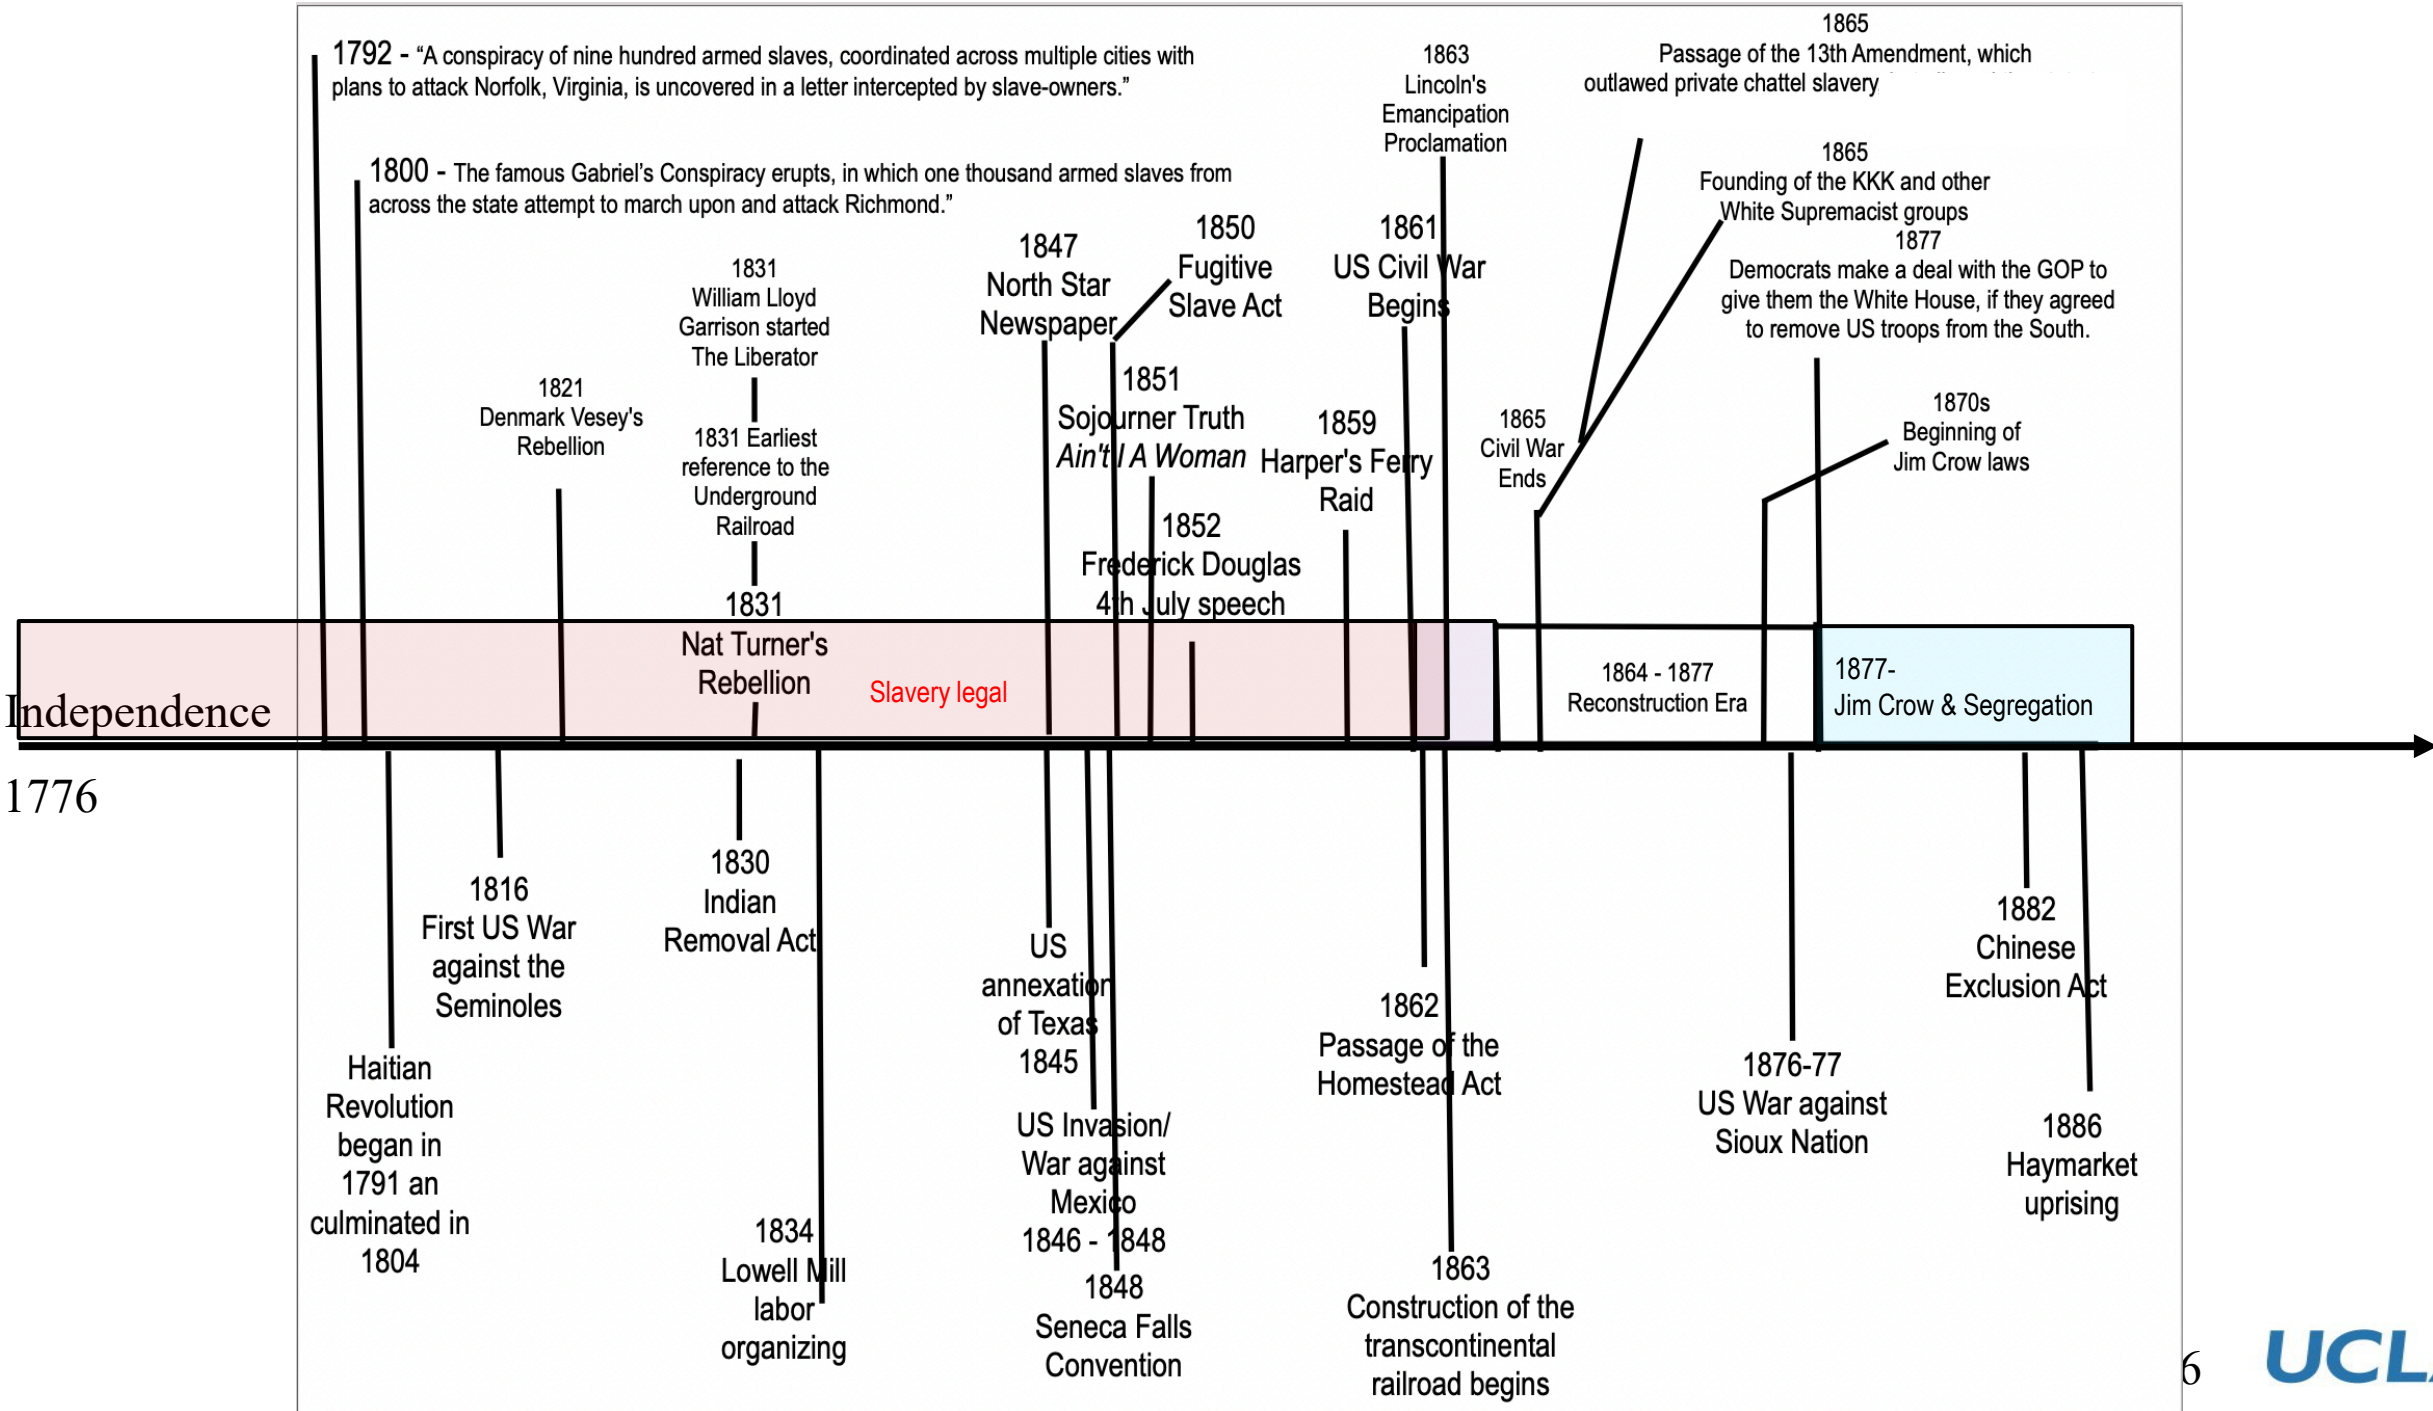 1792 - “A conspiracy of nine hundred armed slaves, coordinated across multiple cities with
plans to attack Norfolk, Virginia, is uncovered in a letter intercepted by slave-owners.”
1800 - The famous Gabriel’s Conspiracy erupts, in which one thousand armed slaves from
across the state attempt to march upon and attack Richmond.”
1821
Denmark Vesey's
Rebellion
1831
William Lloyd
Garrison started
The Liberator
1831 Earliest
reference to the
Underground
Railroad
1831
Nat Turner's
Rebellion
1847
North Star
Newspaper
1850
Fugitive
Slave Act
1851
Sojourner Truth
Ain't I A Woman
1852
Frederick Douglas
4th July speech
1859
Harper's Ferry
Raid
1861
US Civil War
Begins
1863
Lincoln's
Emancipation
Proclamation
1865
Civil War
Ends
1865
Passage of the 13th Amendment, which
outlawed private chattel slavery
1865
Founding of the KKK and other
White Supremacist groups
1877
Democrats make a deal with the GOP to
give them the White House, if they agreed
to remove US troops from the South.
1870s
Beginning of
Jim Crow laws
Slavery legal
1864 - 1877
Reconstruction Era
1877-
Jim Crow & Segregation
Independence
1776
Haitian
Revolution
began in
1791 an
culminated in
1804
1816
First US War
against the
Seminoles
1830
Indian
Removal Act
1834
Lowell Mill
labor
organizing
US
annexation
of Texas
1845
US Invasion/
War against
Mexico
1846 - 1848
1848
Seneca Falls
Convention
1862
Passage of the
Homestead Act
1863
Construction of the
transcontinental
railroad begins
1876-77
US War against
Sioux Nation
1882
Chinese
Exclusion Act
1886
Haymarket
uprising
6
UCL